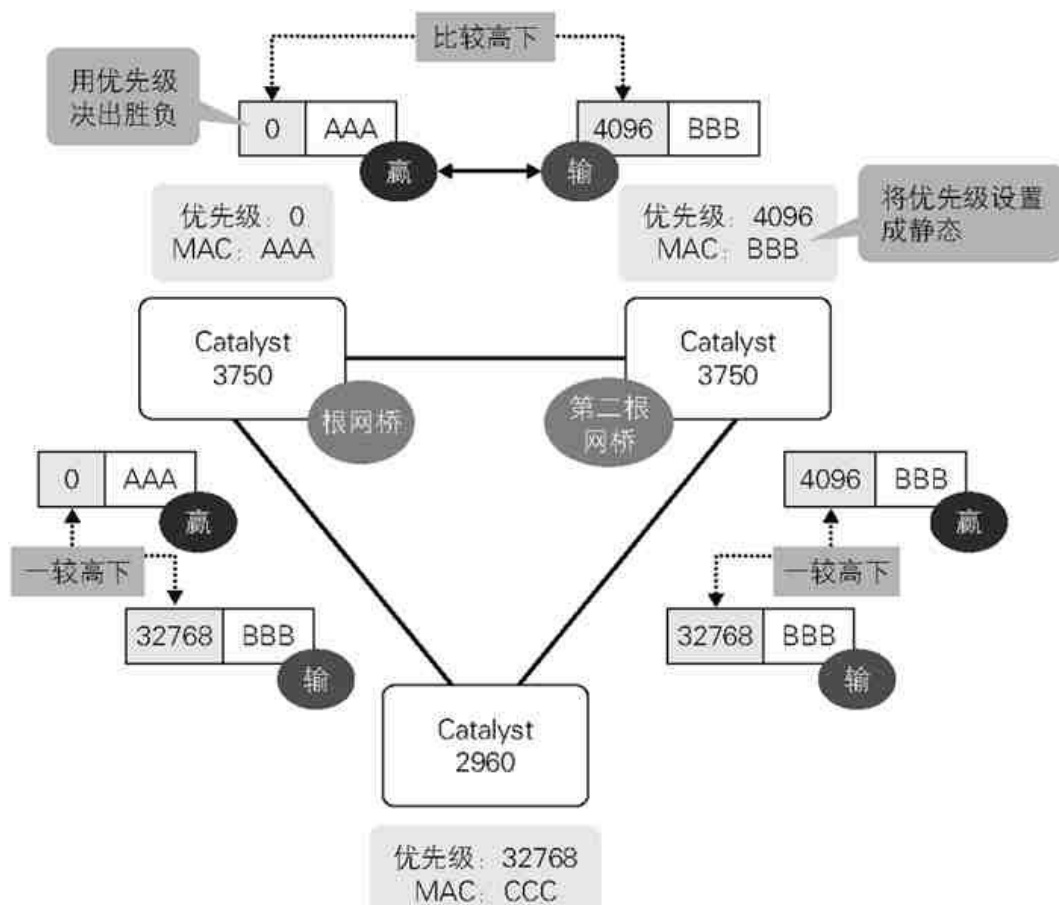 比较高下
用优先级
决出胜负
0 AAA
4096 BBB
赢
输
优先级：0
MAC：AAA
优先级：4096
MAC：BBB
将优先级设置
成静态
Catalyst
3750
Catalyst
3750
根网桥
第二根
网桥
0 AAA
赢
一较高下
32768 BBB
输
4096 BBB
赢
一较高下
32768 BBB
输
Catalyst
2960
优先级：32768
MAC：CCC